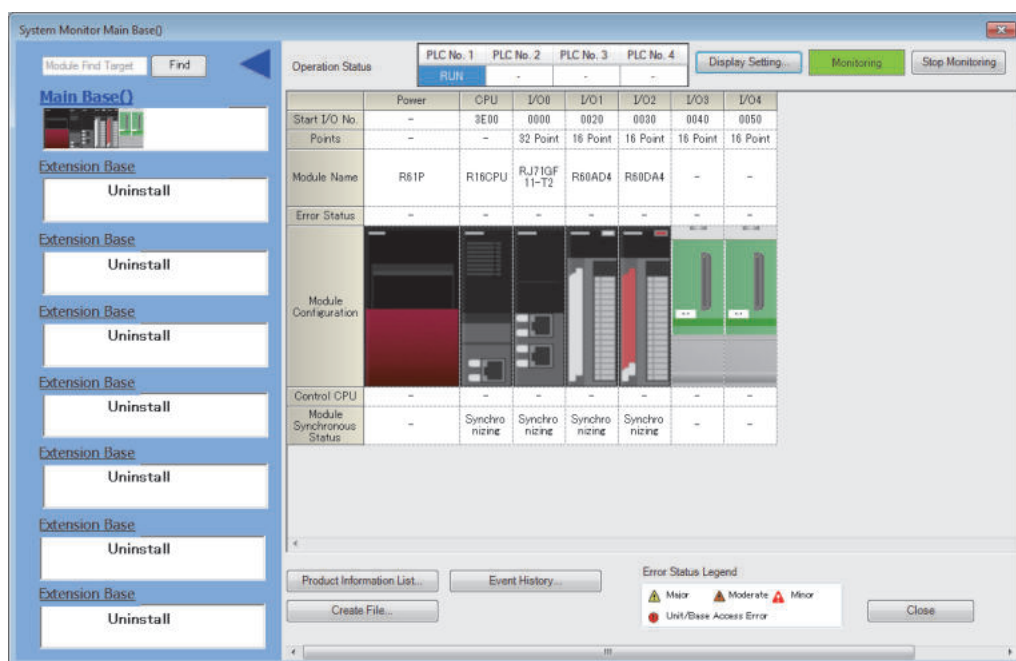 System Monitor Main Base()
Module Find Target Find
Main Base()
Extension Base
Uninstall
Extension Base
Uninstall
Extension Base
Uninstall
Extension Base
Uninstall
Extension Base
Uninstall
Extension Base
Uninstall
Extension Base
Uninstall
Operation Status
PLC No. 1 PLC No. 2 PLC No. 3 PLC No. 4
RUN - - -
Display Setting... Monitoring Stop Monitoring
Power CPU I/O0 I/O1 I/O2 I/O3 I/O4
Start I/O No. - 3E00 0000 0020 0030 0040 0050
Points - - 32 Point 16 Point 16 Point 16 Point 16 Point
Module Name R61P R16CPU RJ71GF11-T2 R60AD4 R60DA4 - -
Error Status - - - - - - -
Module
Configuration
Control CPU - - - - - - -
Module
Synchronous
Status
- Synchronizing Synchronizing Synchronizing Synchronizing - -
Product Information List... Event History...
Create File...
Error Status Legend
Major Moderate Minor
Unit/Base Access Error
Close